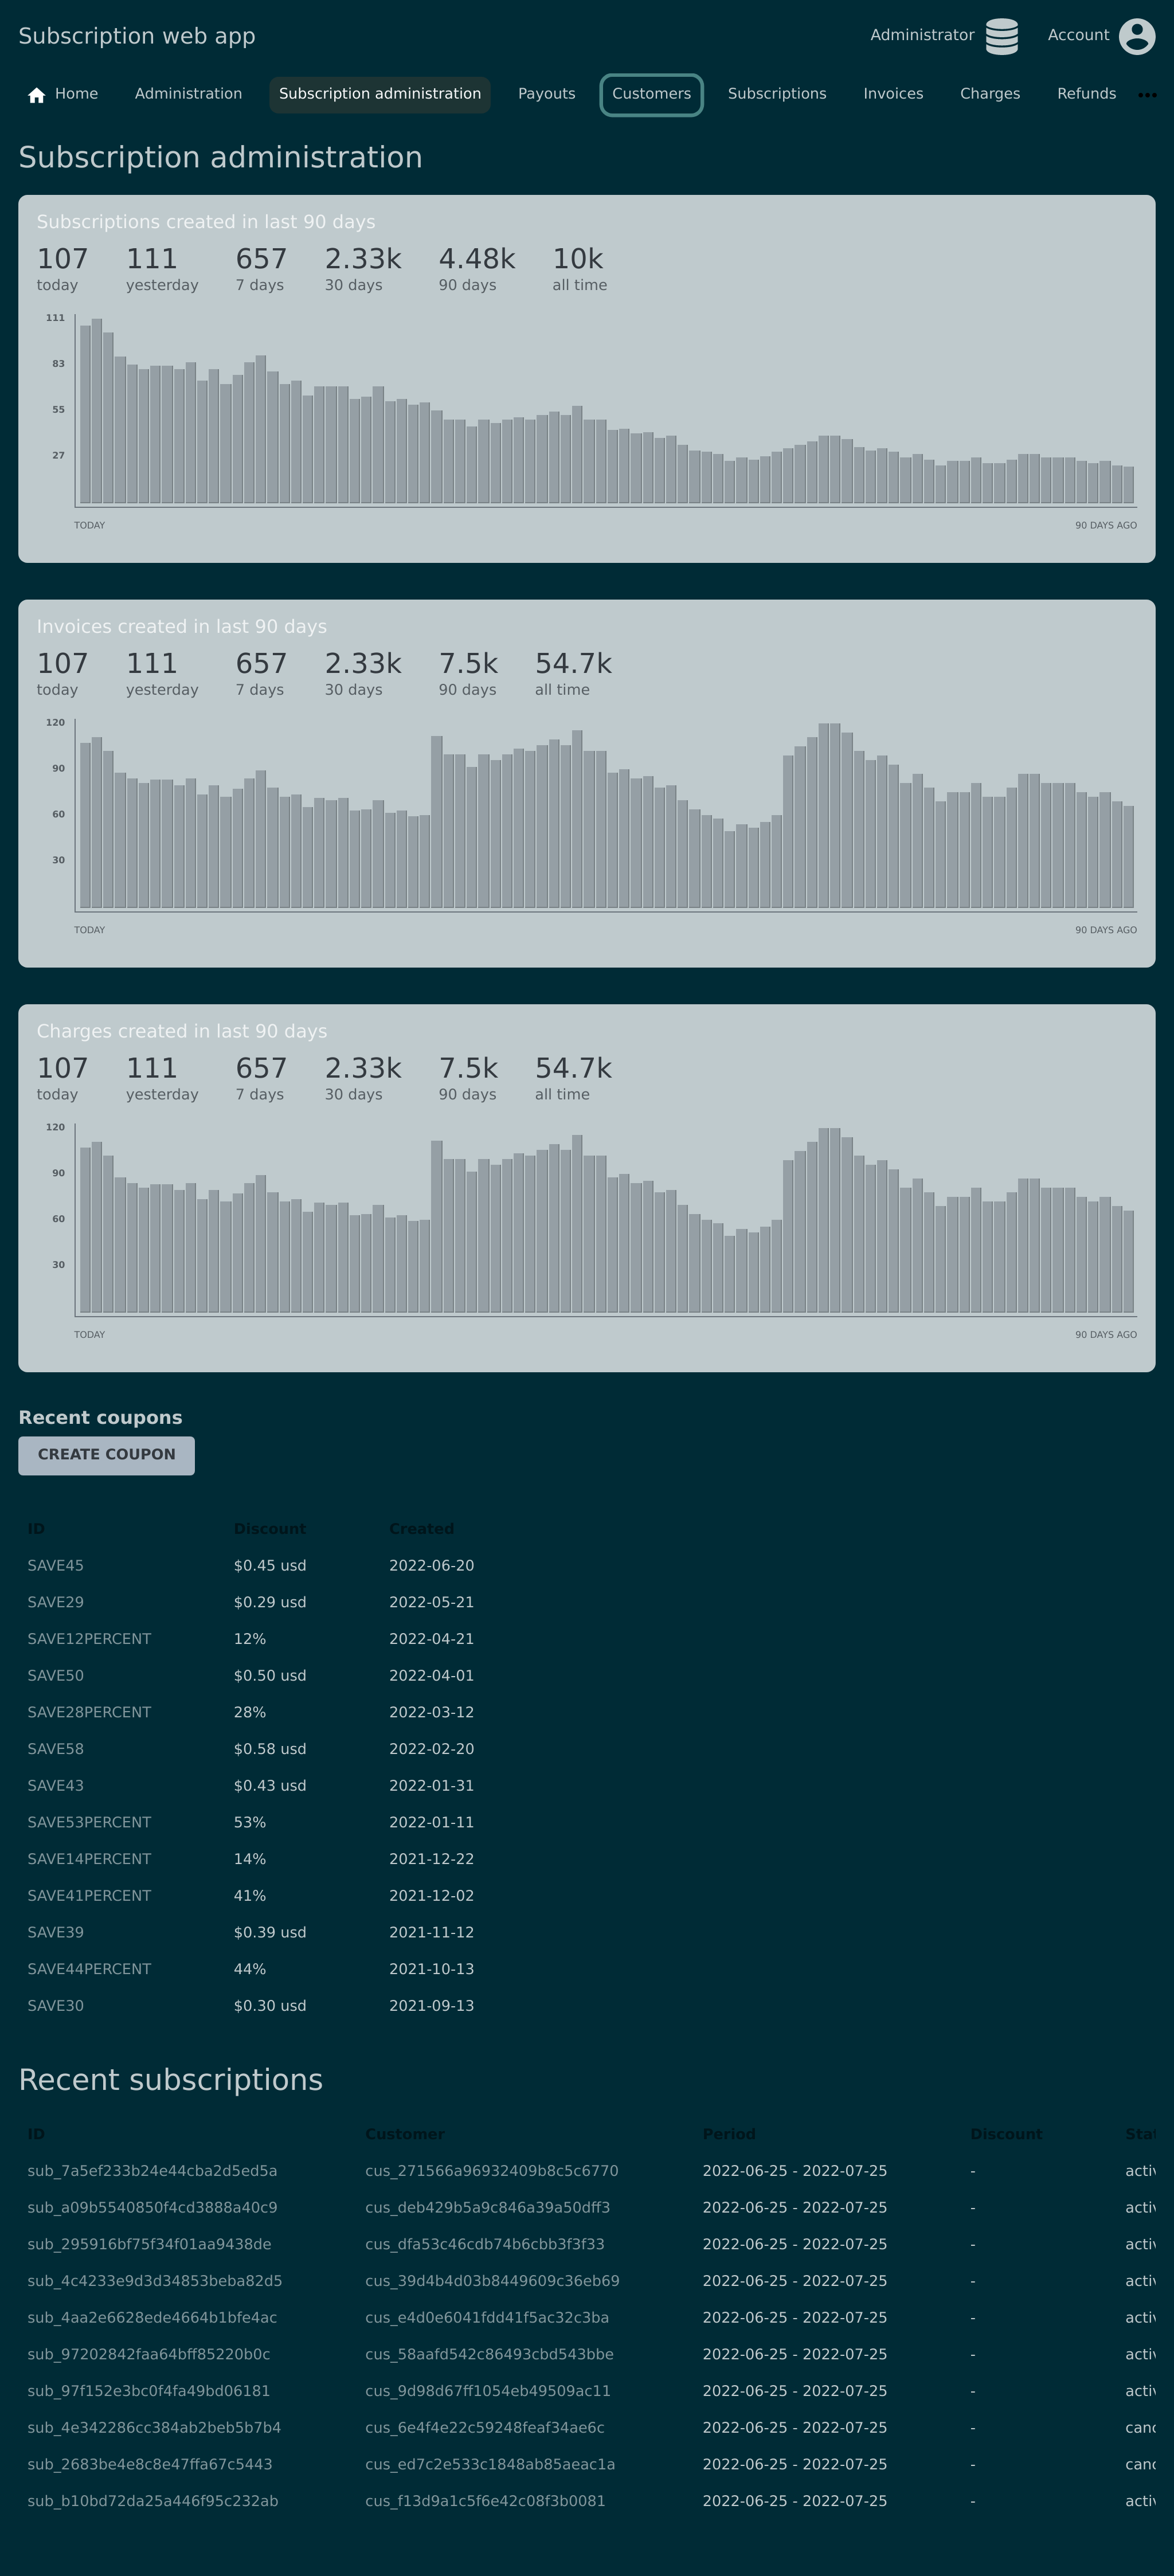 Subscription web app
Administrator
Account
Home
Administration
Subscription administration
Payouts
Customers
Subscriptions
Invoices
Charges
Refunds
Subscription administration
Subscriptions created in last 90 days
107 111 657 2.33k 4.48k 10k
today yesterday 7 days 30 days 90 days all time
111
83
55
27
TODAY 90 DAYS AGO
Invoices created in last 90 days
107 111 657 2.33k 7.5k 54.7k
today yesterday 7 days 30 days 90 days all time
120
90
60
30
TODAY 90 DAYS AGO
Charges created in last 90 days
107 111 657 2.33k 7.5k 54.7k
today yesterday 7 days 30 days 90 days all time
120
90
60
30
TODAY 90 DAYS AGO
Recent coupons
CREATE COUPON
ID Discount Created
SAVE45 $0.45 usd 2022-06-20
SAVE29 $0.29 usd 2022-05-21
SAVE12PERCENT 12% 2022-04-21
SAVE50 $0.50 usd 2022-04-01
SAVE28PERCENT 28% 2022-03-12
SAVE58 $0.58 usd 2022-02-20
SAVE43 $0.43 usd 2022-01-31
SAVE53PERCENT 53% 2022-01-11
SAVE14PERCENT 14% 2021-12-22
SAVE41PERCENT 41% 2021-12-02
SAVE39 $0.39 usd 2021-11-12
SAVE44PERCENT 44% 2021-10-13
SAVE30 $0.30 usd 2021-09-13
Recent subscriptions
ID Customer Period Discount
sub_7a5ef233b24e44cba2d5ed5a cus_271566a96932409b8c5c6770 2022-06-25 - 2022-07-25 -
sub_a09b5540850f4cd3888a40c9 cus_deb429b5a9c846a39a50dff3 2022-06-25 - 2022-07-25 -
sub_295916bf75f34f01aa9438de cus_dfa53c46cdb74b6cbb3f3f33 2022-06-25 - 2022-07-25 -
sub_4c4233e9d3d34853beba82d5 cus_39d4b4d03b8449609c36eb69 2022-06-25 - 2022-07-25 -
sub_4aa2e6628ede4664b1bfe4ac cus_e4d0e6041fdd41f5ac32c3ba 2022-06-25 - 2022-07-25 -
sub_97202842faa64bff85220b0c cus_58aafd542c86493cbd543bbe 2022-06-25 - 2022-07-25 -
sub_97f152e3bc0f4fa49bd06181 cus_9d98d67ff1054eb49509ac11 2022-06-25 - 2022-07-25 -
sub_4e342286cc384ab2beb5b7b4 cus_6e4f4e22c59248feaf34ae6c 2022-06-25 - 2022-07-25 -
sub_2683be4e8c8e47ffa67c5443 cus_ed7c2e533c1848ab85aeac1a 2022-06-25 - 2022-07-25 -
sub_b10bd72da25a446f95c232ab cus_f13d9a1c5f6e42c08f3b0081 2022-06-25 - 2022-07-25 -